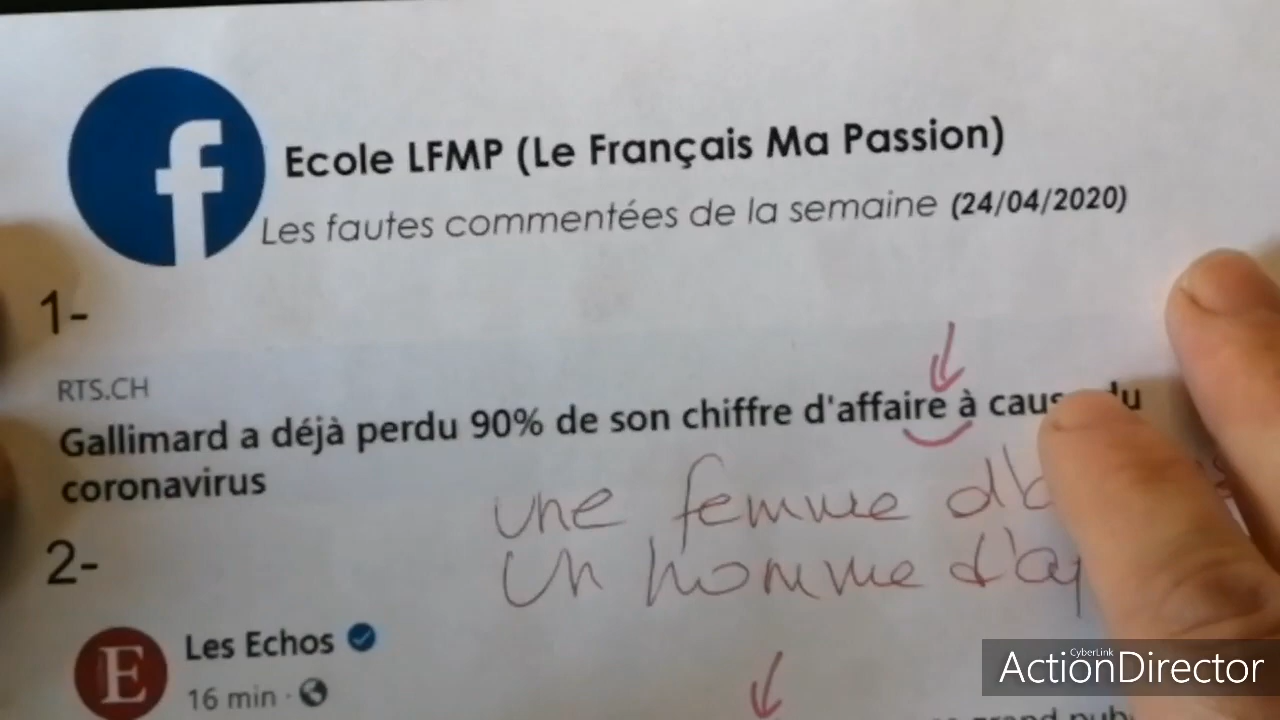 f
Ecole LFMP (Le Français Ma Passion)
Les fautes commentées de la semaine (24/04/2020)
1-
RTS.CH
Gallimard a déjà perdu 90% de son chiffre d'affaire à cause du
coronavirus
une femme
un homme
2-
E
Les Echos
16 min ·
grand
CyberLink
ActionDirector